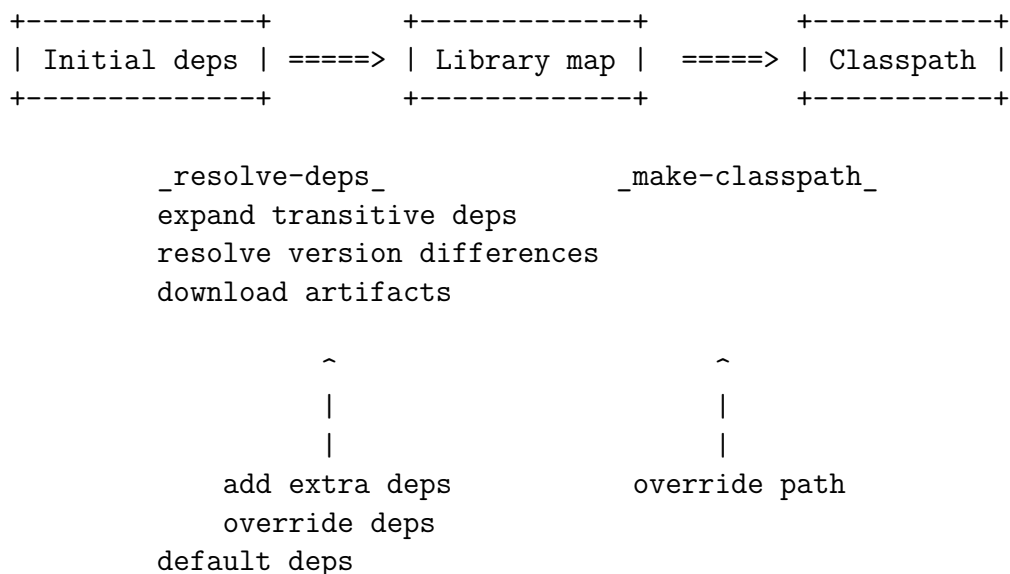 +--------------+        +-------------+         +-----------+
| Initial deps | =====> | Library map |  =====> | Classpath |
+--------------+        +-------------+         +-----------+
_resolve-deps_              _make-classpath_
expand transitive deps
resolve version differences
download artifacts
^                       ^
|                       |
|                       |
add extra deps           override path
override deps
default deps